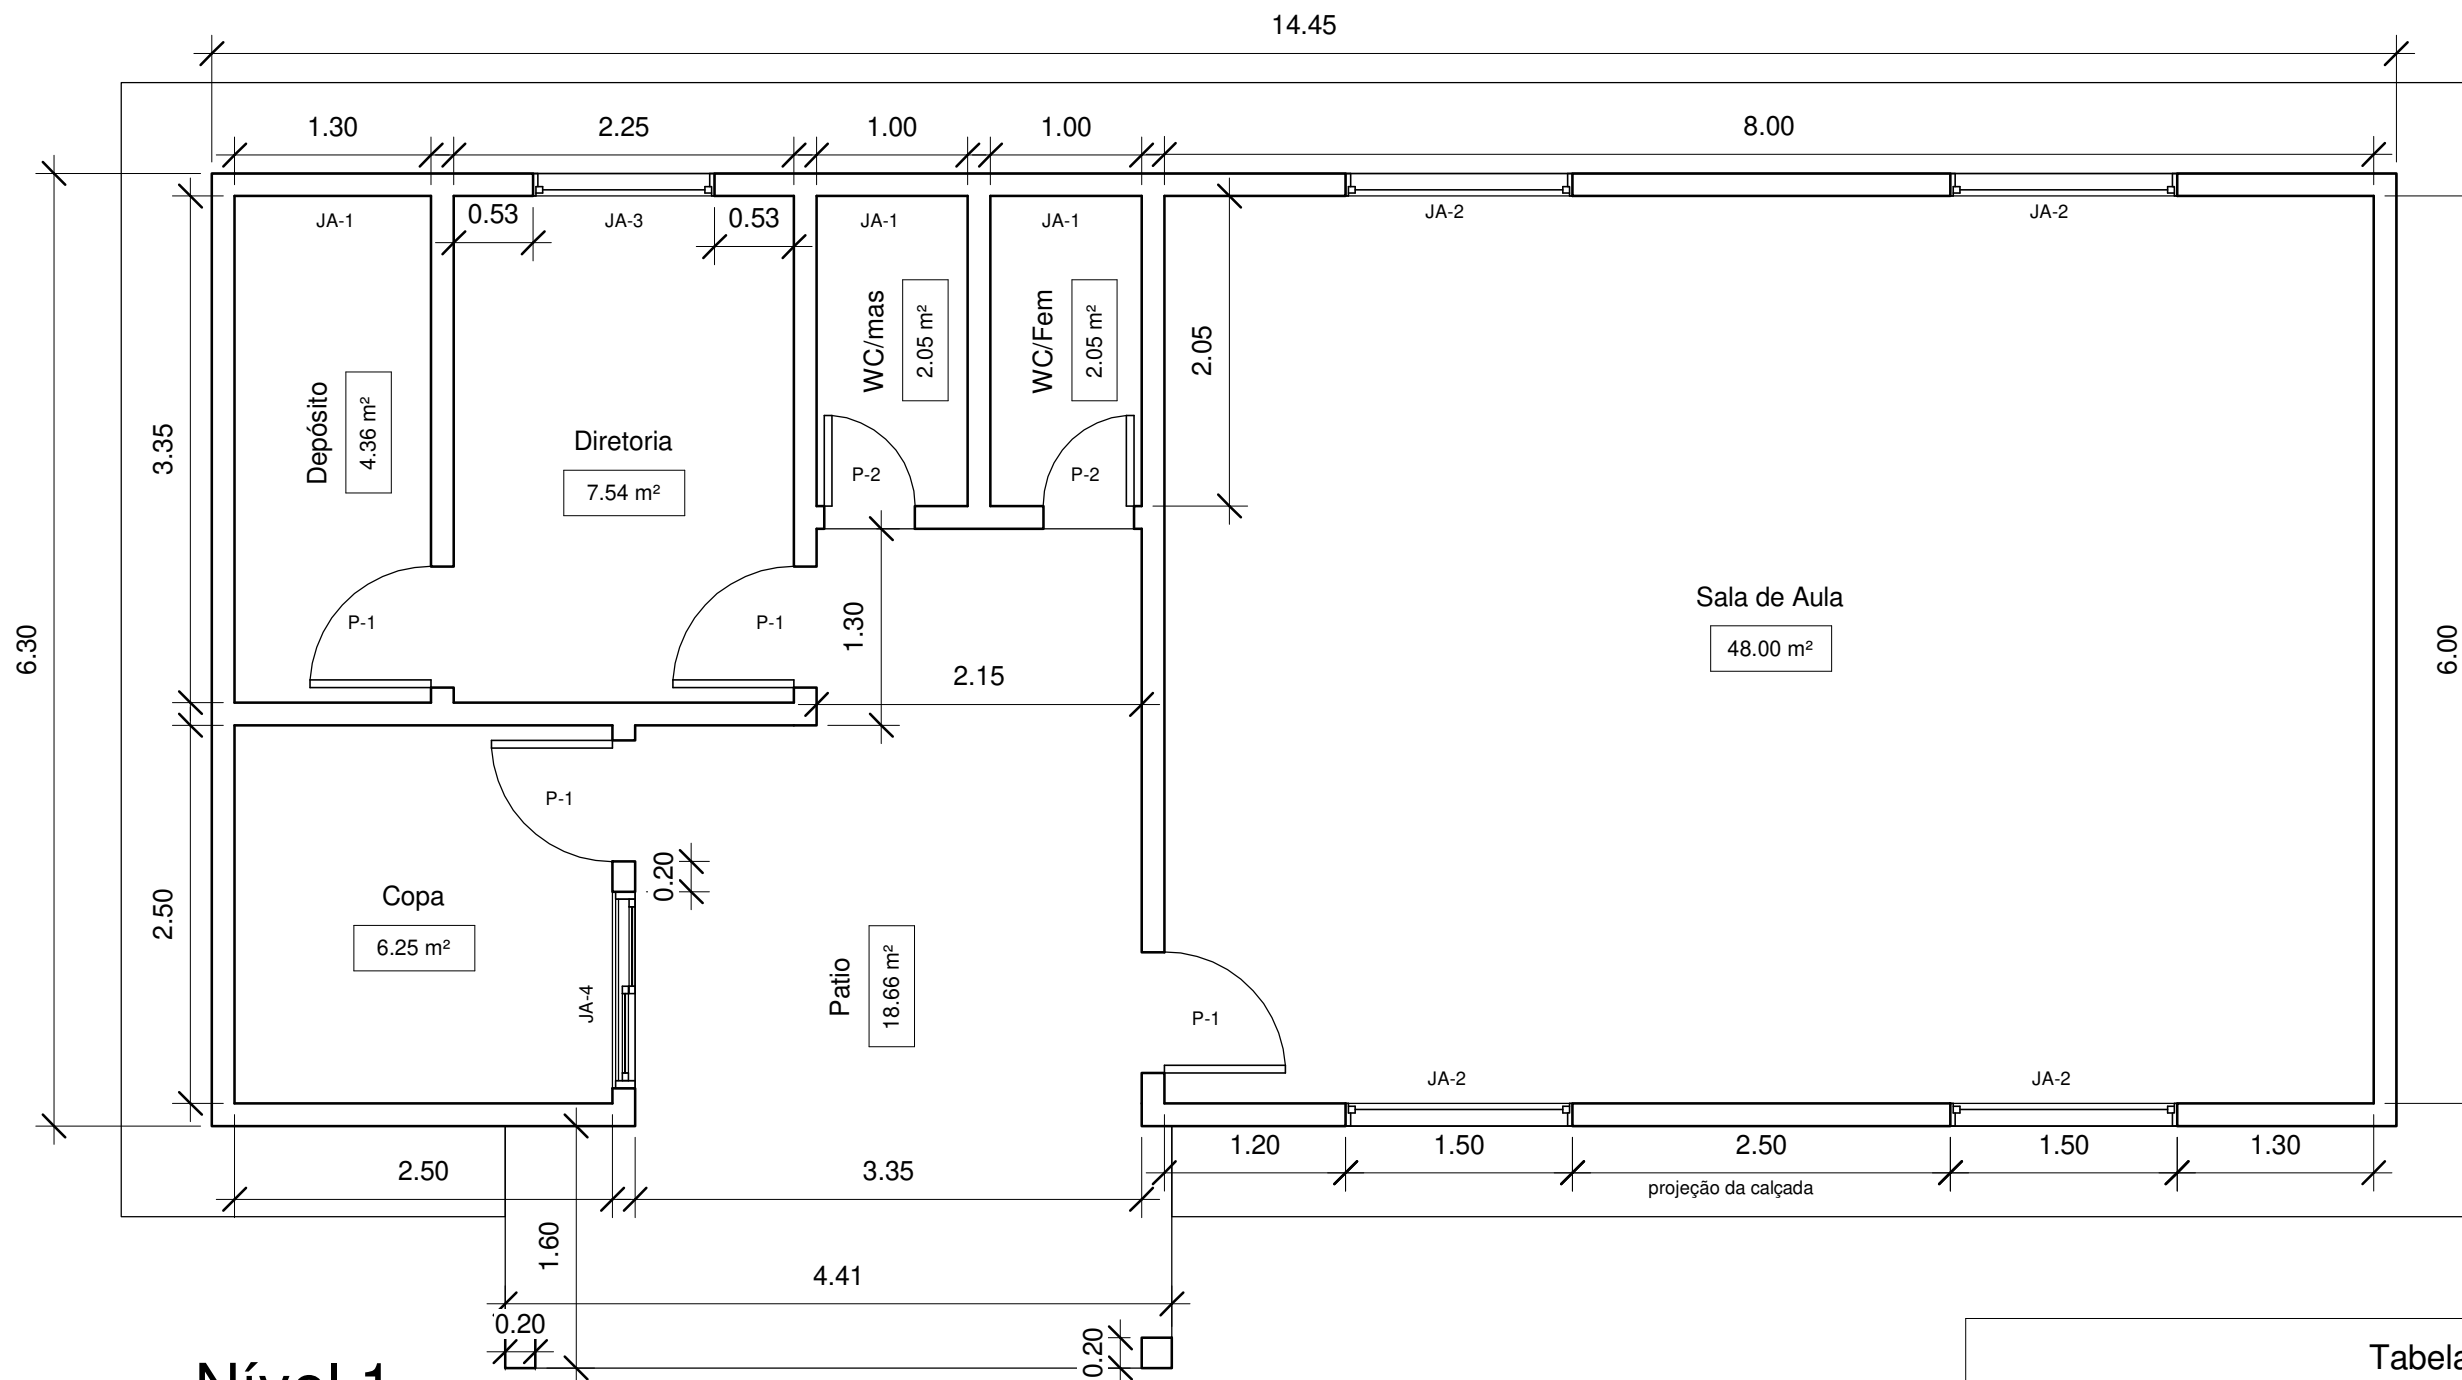 14.45
1.30
2.25
1.00
1.00
8.00
JA-1
0.53
JA-3
0.53
JA-1
JA-1
JA-2
JA-2
WC/mas
2.05 m²
WC/Fem
2.05 m²
2.05
Depósito
4.36 m²
3.35
Diretoria
7.54 m²
P-2
P-2
P-1
P-1
1.30
6.30
2.15
Sala de Aula
48.00 m²
6.00
P-1
0.20
Copa
6.25 m²
2.50
JA-4
Patio
18.66 m²
P-1
JA-2
JA-2
1.20
1.50
2.50
1.50
1.30
2.50
3.35
projeção da calçada
1.60
4.41
0.20
0.20
Nível 1
Tabela